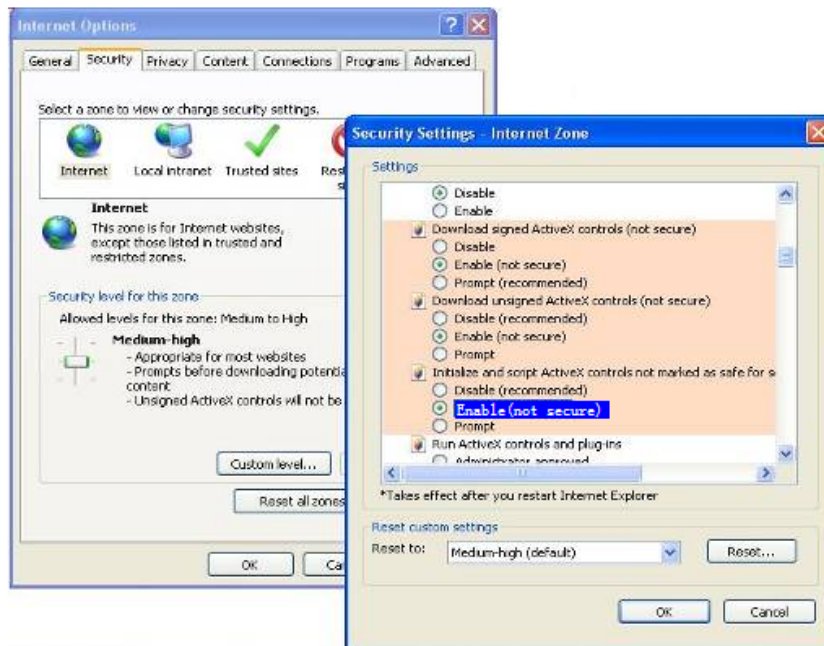 Internet Options
General Security Privacy Content Connections Programs Advanced
Select a zone to view or change security settings.
Internet Local intranet Trusted sites
Internet
This zone is for Internet websites,
except those listed in trusted and
restricted zones.
Security level for this zone
Allowed levels for this zone: Medium to High
Medium-high
- Appropriate for most websites
- Prompts before downloading
content
- Unsigned ActiveX controls will not be
Custom level...
Reset all zones
OK
Security Settings - Internet Zone
Settings
Disable
Enable
Download signed ActiveX controls (not secure)
Disable
Enable (not secure)
Prompt (recommended)
Download unsigned ActiveX controls (not secure)
Disable (recommended)
Enable (not secure)
Prompt
Initialize and script ActiveX controls not marked as safe for s
Disable (recommended)
Enable(not secure)
Prompt
Run ActiveX controls and plug-ins
Administrator approved
*Takes effect after you restart Internet Explorer
Reset custom settings
Reset to: Medium-high (default) Reset...
OK Cancel